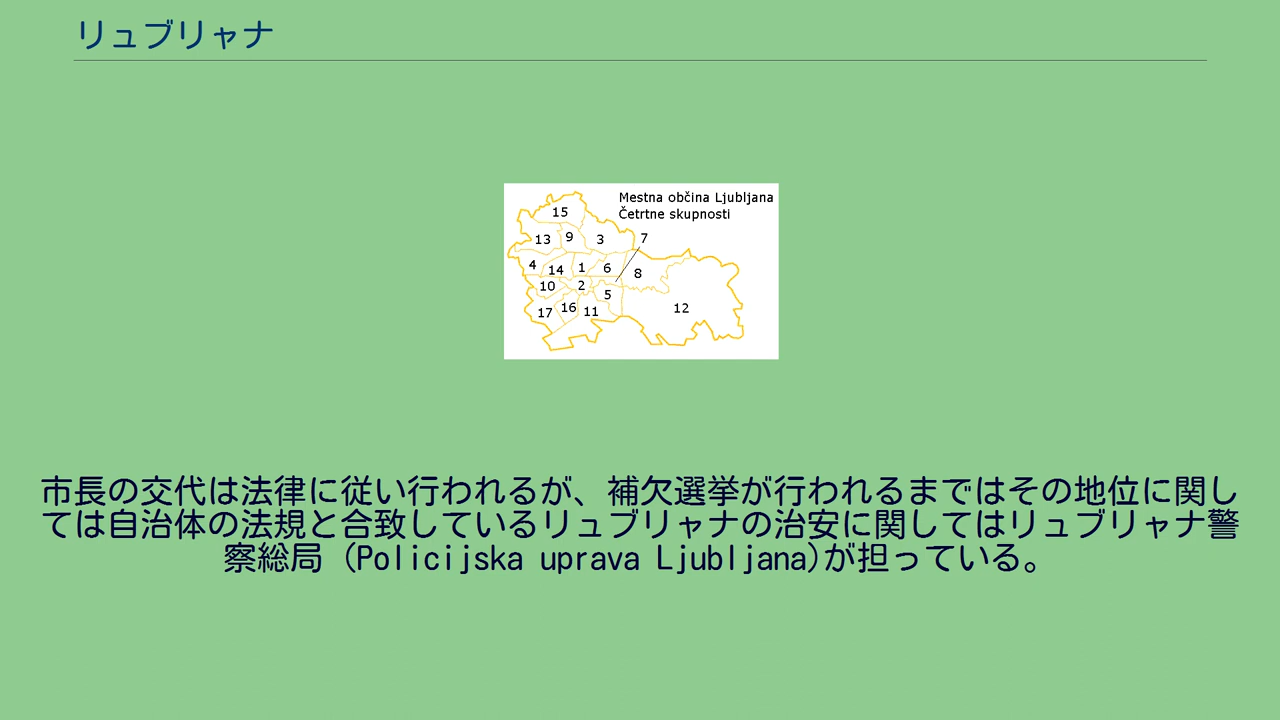 リュブリャナ
Mestna občina Ljubljana
Četrtne skupnosti
15
13
9
3
7
4
14
1
6
8
10
2
5
17
16
11
12
市長の交代は法律に従い行われるが、補欠選挙が行われるまではその地位に関し
ては自治体の法規と合致しているリュブリャナの治安に関してはリュブリャナ警
察総局 (Policijska uprava Ljubljana)が担っている。